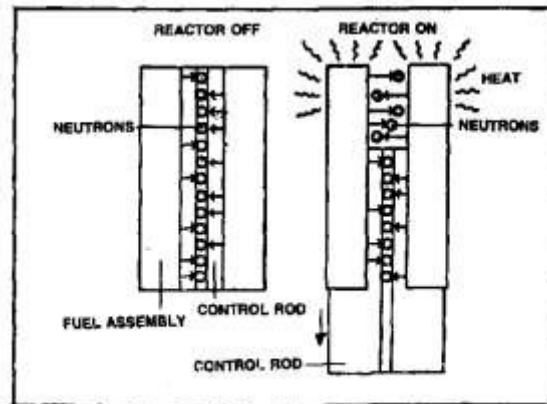 REACTOR OFF
REACTOR ON
HEAT
NEUTRONS
NEUTRONS
CONTROL ROD
FUEL ASSEMBLY
CONTROL ROD